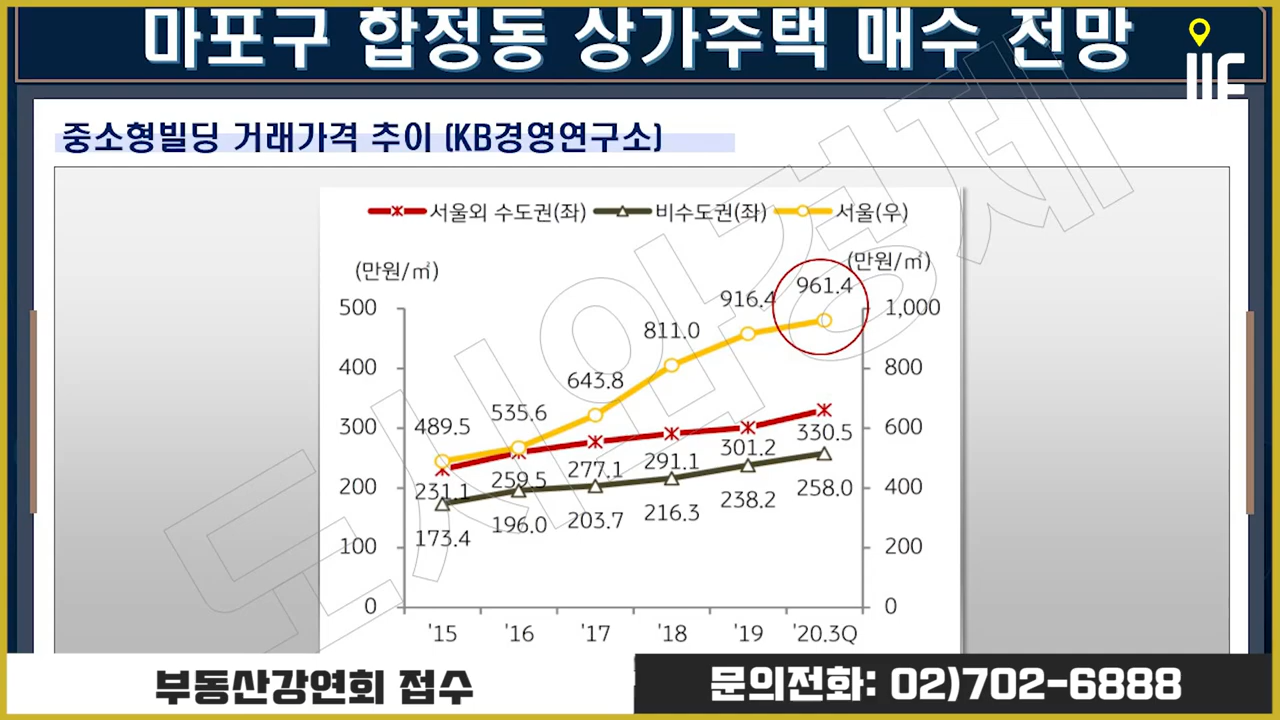 마포구 합정동 상가주택 매수 전망
IIF
중소형빌딩 거래가격 추이 (KB경영연구소)
서울외 수도권(좌) 비수도권(좌) 서울(우)
(만원/㎡) (만원/㎡)
961.4
916.4
500 1,000
811.0
400 800
643.8
535.6
489.5
300 600
330.5
301.2
291.1
277.1
259.5
231.1
200 400
258.0
238.2
216.3
203.7
196.0
173.4
100 200
0 0
'15 '16 '17 '18 '19 '20.3Q
도시와경제
부동산강연회 접수
문의전화: 02)702-6888